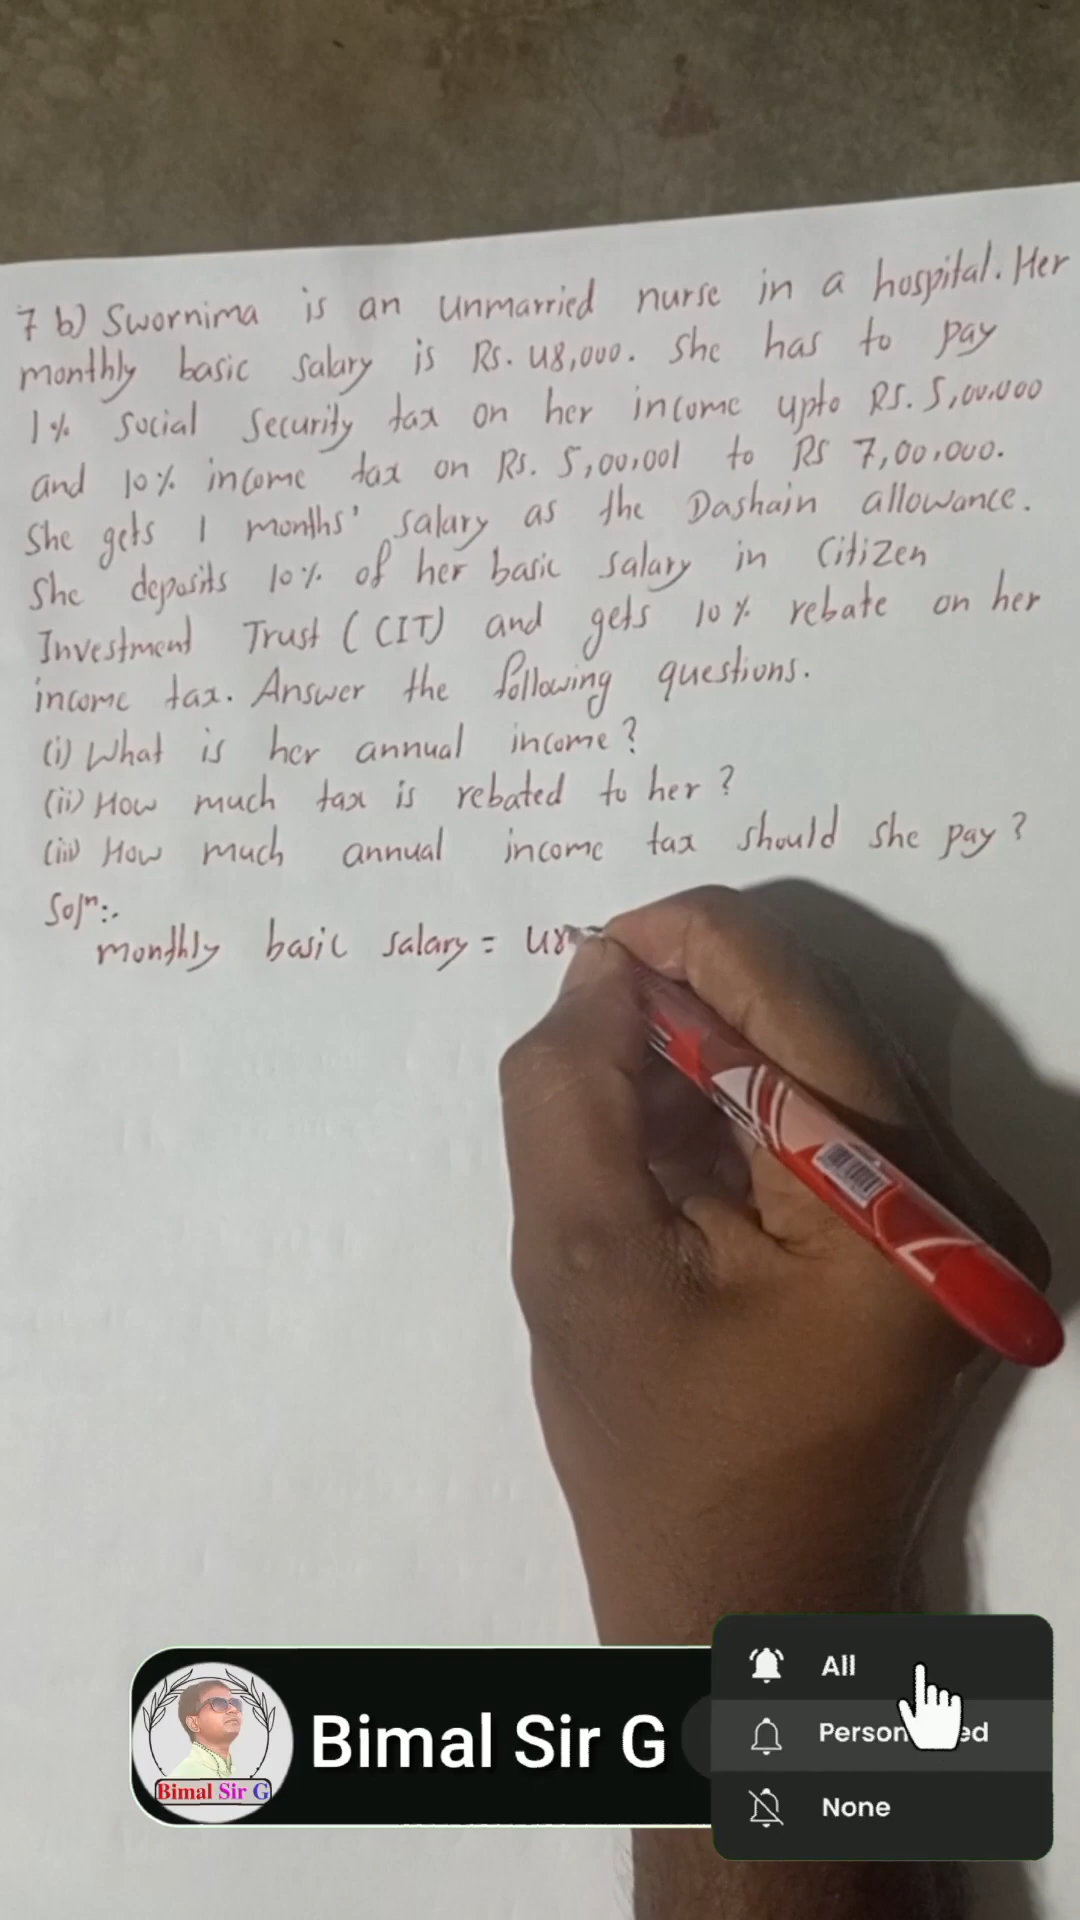 7 b) Swornima is an unmarried nurse in a hospital. Her
monthly basic salary is Rs. 48,000. She has to pay
1% Social Security tax on her income upto Rs. 5,00,000
and 10% income tax on Rs. 5,00,001 to Rs 7,00,000.
She gets 1 months' salary as the Dashain allowance.
She deposits 10% of her basic salary in Citizen
Investment Trust (CIT) and gets 10% rebate on her
income tax. Answer the following questions.
(i) What is her annual income?
(ii) How much tax is rebated to her?
(iii) How much annual income tax should she pay?
Solⁿ:-
monthly basic salary = 48
All
Bimal Sir G
Bimal Sir G
None